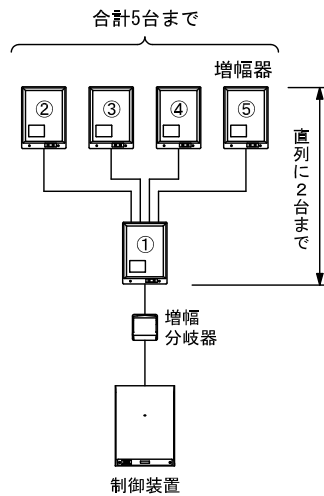 合計5台まで
増幅器
②
③
④
⑤
直列に2台まで
①
増幅
分岐器
制御装置